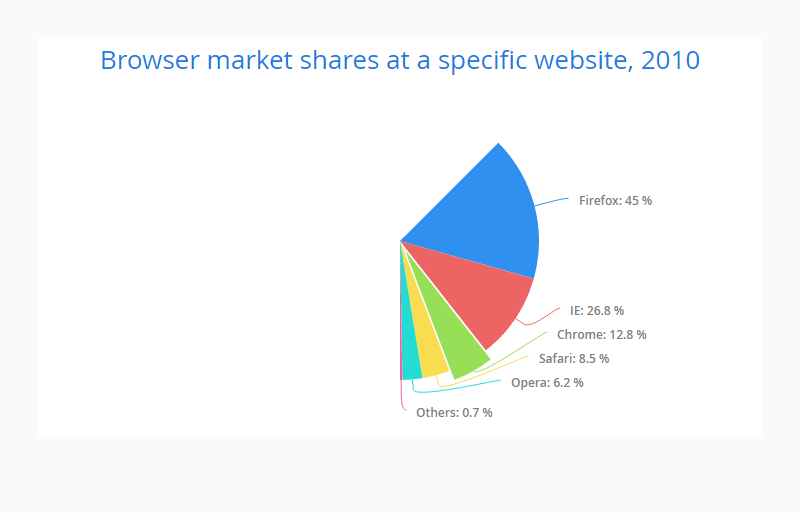 Browser market shares at a specific website, 2010
Firefox: 45 %
IE: 26.8 %
Chrome: 12.8 %
Safari: 8.5 %
Opera: 6.2 %
Others: 0.7 %